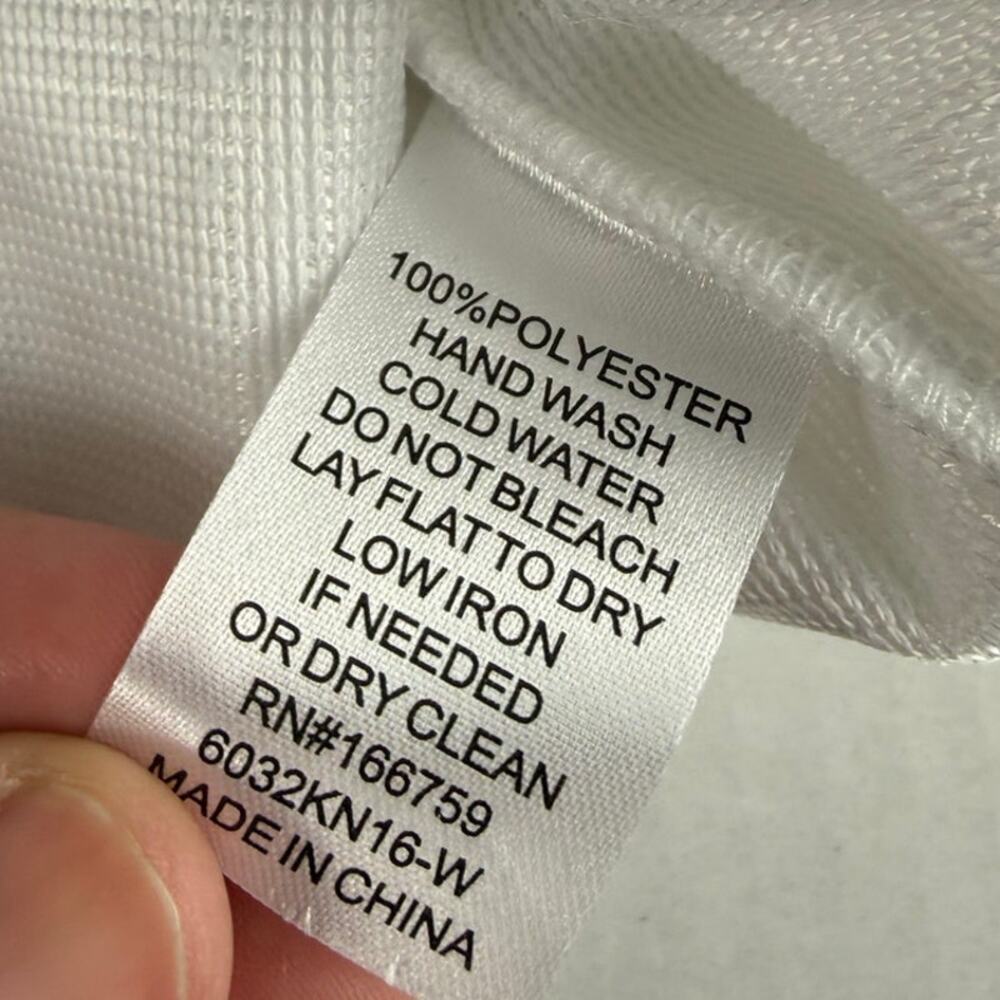 100%POLYESTER
HAND WASH
COLD WATER
DO NOT BLEACH
LAY FLAT TO DRY
LOW IRON
IF NEEDED
OR DRY CLEAN
RN#166759
6032KN16-W
MADE IN CHINA